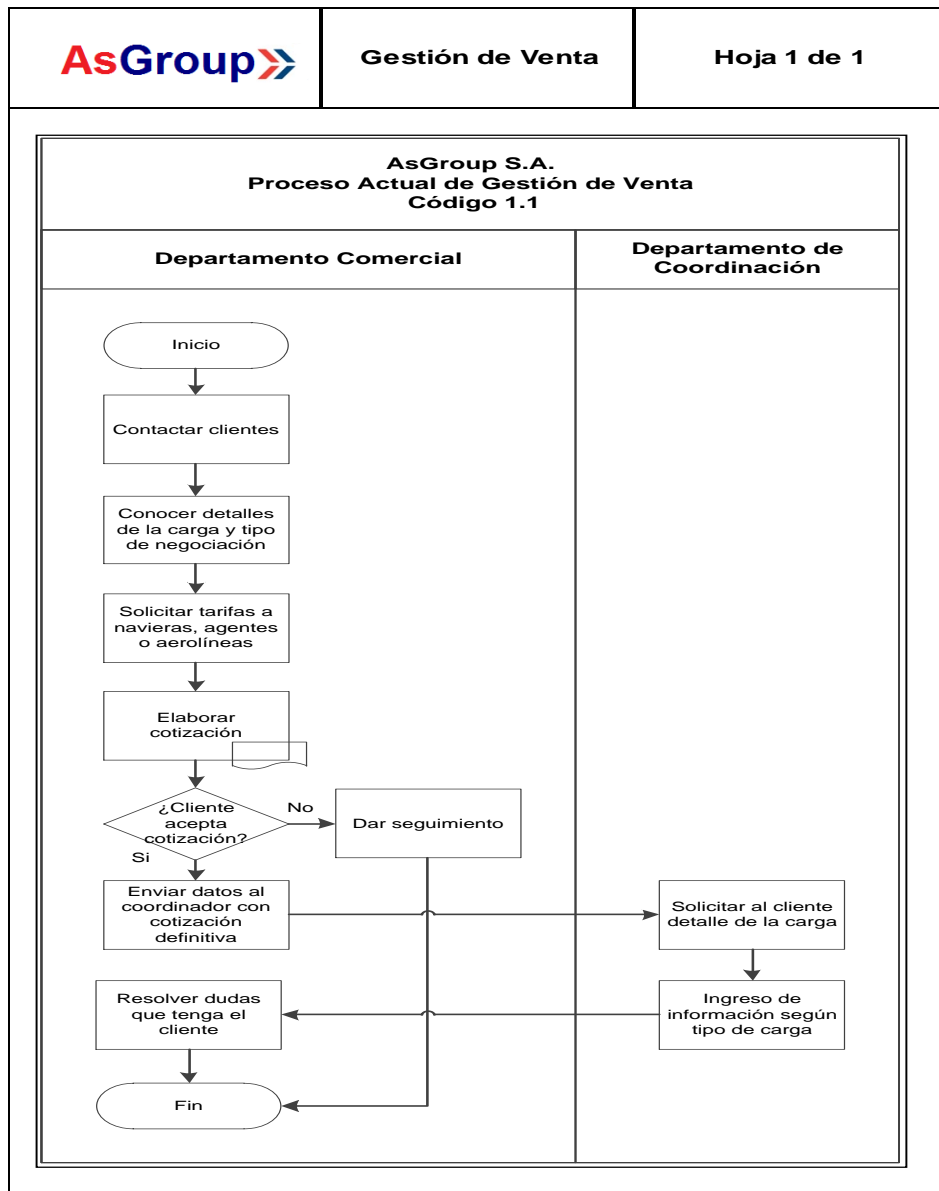 AsGroup
Gestión de Venta
Hoja 1 de 1
AsGroup S.A.
Proceso Actual de Gestión de Venta
Código 1.1
Departamento Comercial
Departamento de
Coordinación
Inicio
Contactar clientes
Conocer detalles
de la carga y tipo
de negociación
Solicitar tarifas a
navieras, agentes
o aerolíneas
Elaborar
cotización
¿Cliente
acepta
cotización?
No
Dar seguimiento
Si
Enviar datos al
coordinador con
cotización
definitiva
Solicitar al cliente
detalle de la carga
Ingreso de
información según
tipo de carga
Resolver dudas
que tenga el
cliente
Fin